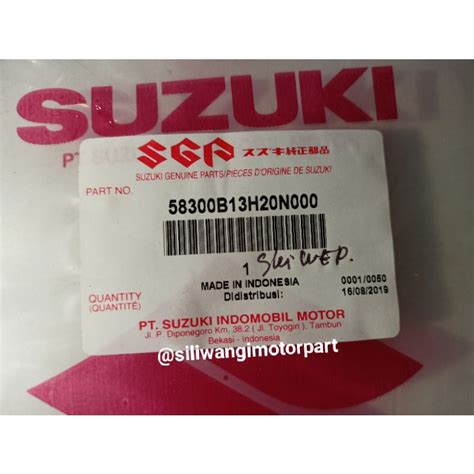 SUZUKI
PT. SUZUKI
SGP スズキ純正部品
SUZUKI GENUINE PARTS/PIECES D'ORIGINE DE SUZUKI
PART NO.
58300B13H20N000
1
MADE IN INDONESIA 0001/0050
Didistribusi: 16/08/2019
QUANTITY
(QUANTITÉ)
PT. SUZUKI INDOMOBIL MOTOR
Jl. P. Diponegoro Km. 38.2 ( Jl. Toyogiri ), Tambun
Bekasi - Indonesia
@siliwangimotorpart